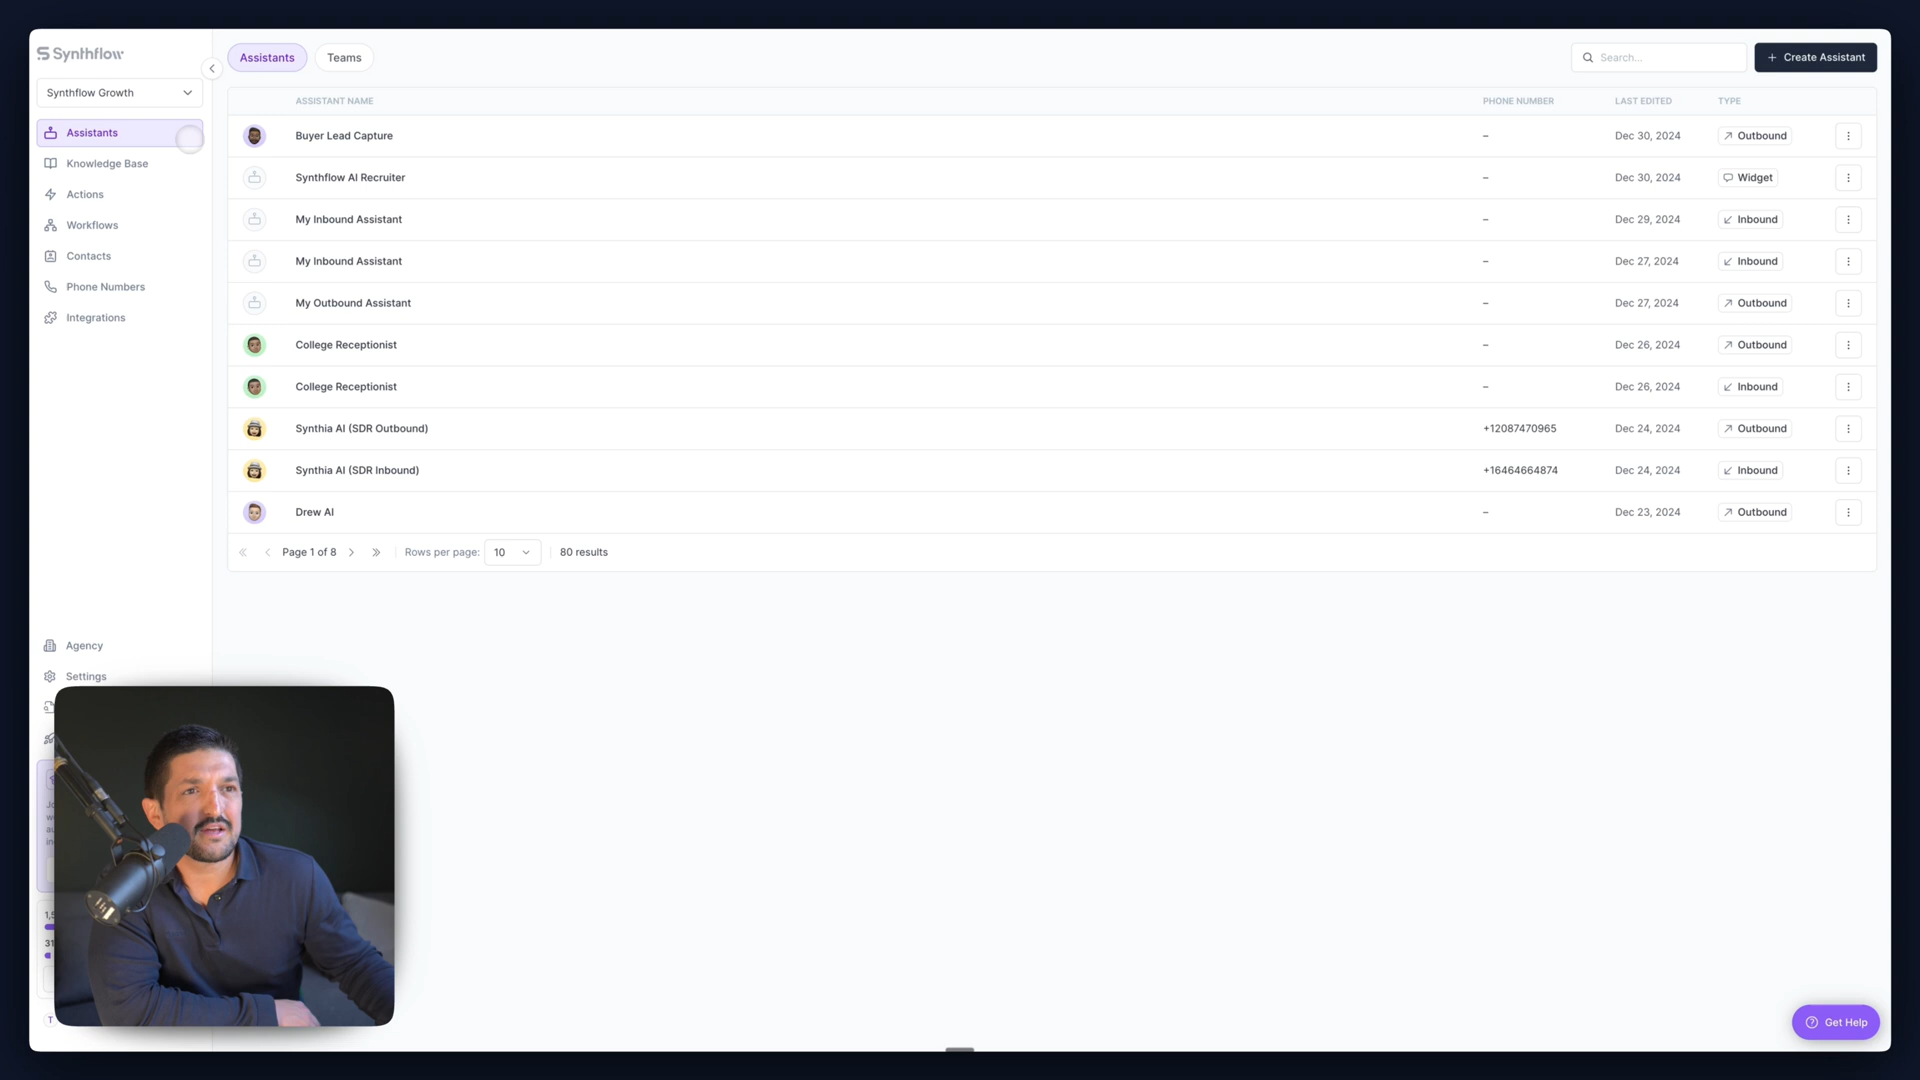 Synthflow
Synthflow Growth
Assistants
Knowledge Base
Actions
Workflows
Contacts
Phone Numbers
Integrations
Agency
Settings
Assistants Teams
Search...
+ Create Assistant
ASSISTANT NAME PHONE NUMBER LAST EDITED TYPE
Buyer Lead Capture – Dec 30, 2024 Outbound
Synthflow AI Recruiter – Dec 30, 2024 Widget
My Inbound Assistant – Dec 29, 2024 Inbound
My Inbound Assistant – Dec 27, 2024 Inbound
My Outbound Assistant – Dec 27, 2024 Outbound
College Receptionist – Dec 26, 2024 Outbound
College Receptionist – Dec 26, 2024 Inbound
Synthia AI (SDR Outbound) +12087470965 Dec 24, 2024 Outbound
Synthia AI (SDR Inbound) +16464664874 Dec 24, 2024 Inbound
Drew AI – Dec 23, 2024 Outbound
Page 1 of 8 Rows per page: 10 80 results
T
Get Help